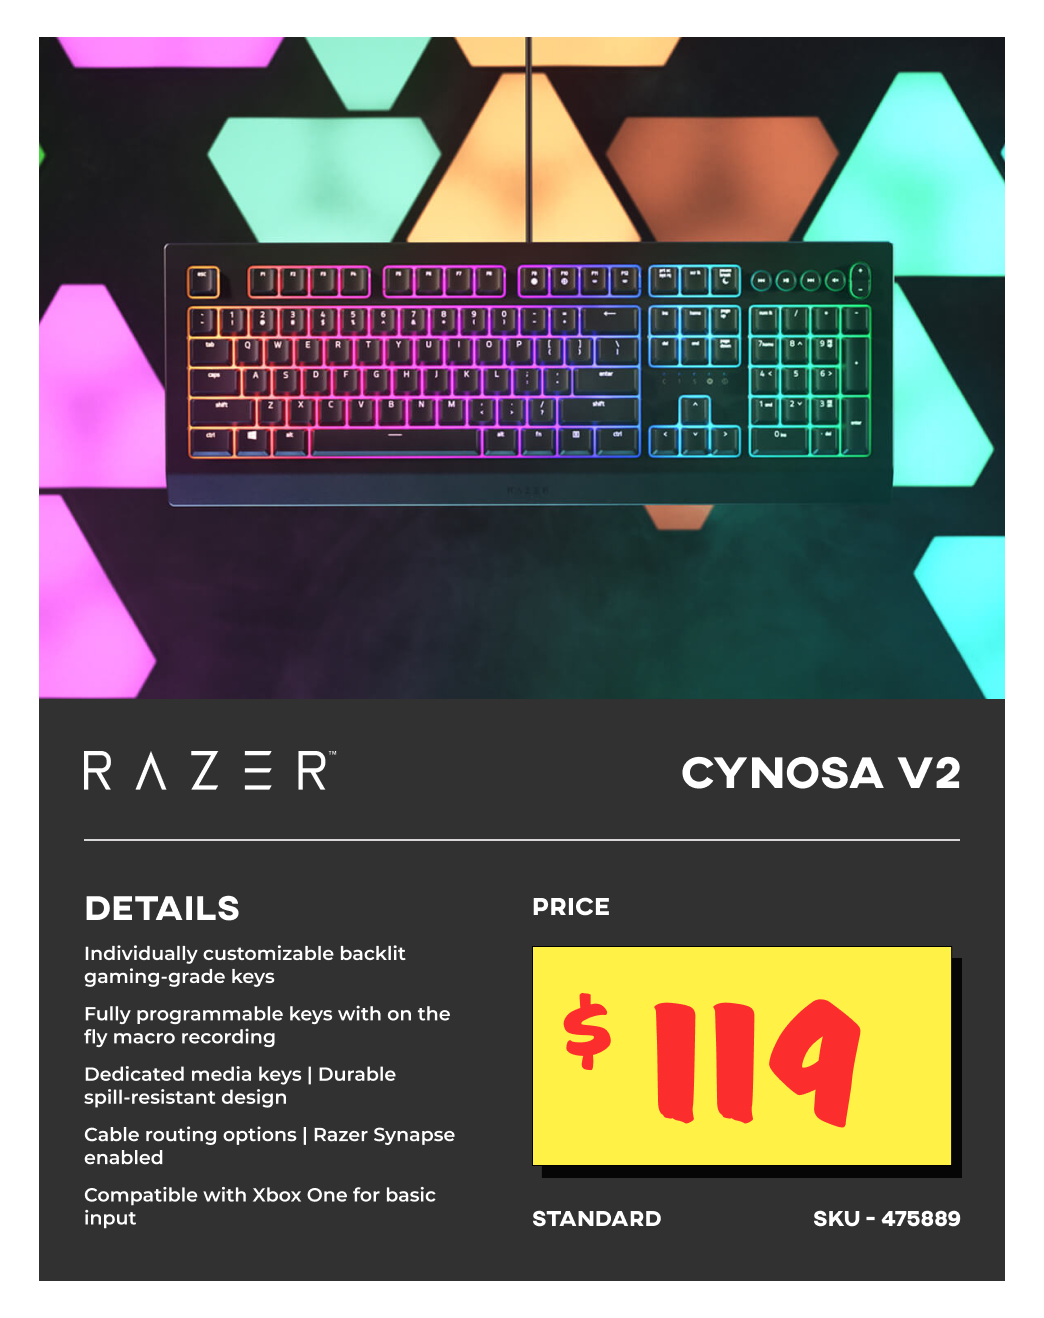 RAZER™
CYNOSA V2
DETAILS
Individually customizable backlit
gaming-grade keys
Fully programmable keys with on the
fly macro recording
Dedicated media keys | Durable
spill-resistant design
Cable routing options | Razer Synapse
enabled
Compatible with Xbox One for basic
input
PRICE
$ 119
STANDARD
SKU - 475889